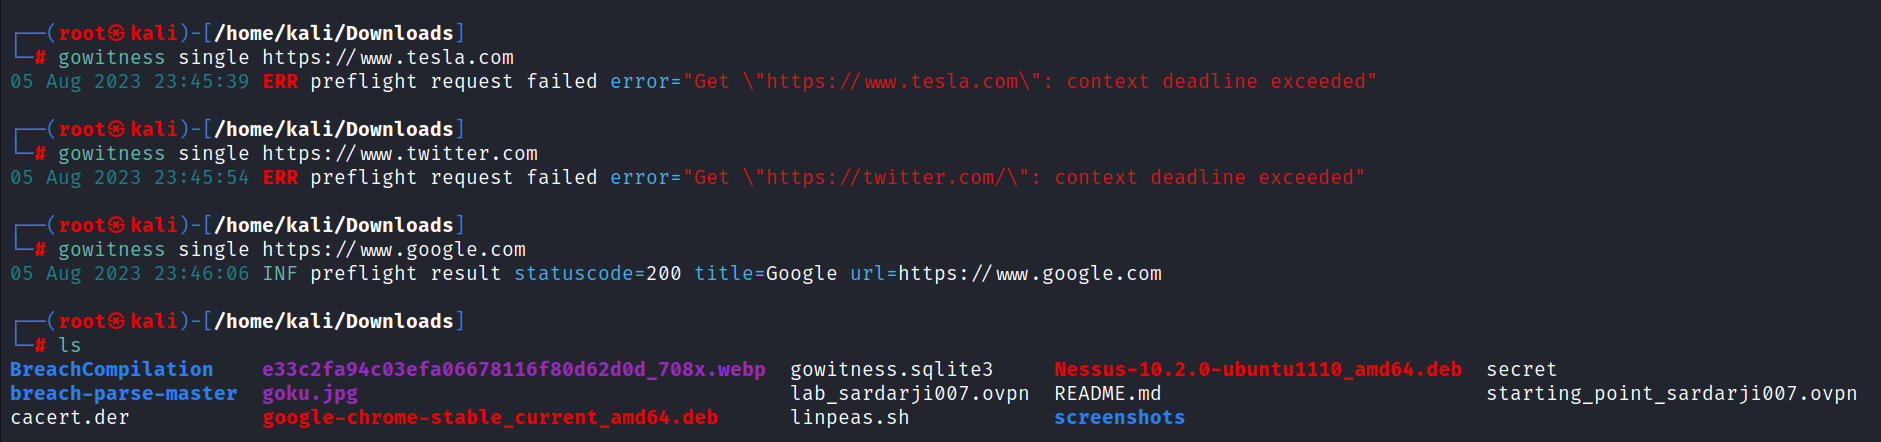 ┌──(root㉿kali)-[/home/kali/Downloads]
└─# gowitness single https://www.tesla.com
05 Aug 2023 23:45:39 ERR preflight request failed error="Get \"https://www.tesla.com\": context deadline exceeded"
┌──(root㉿kali)-[/home/kali/Downloads]
└─# gowitness single https://www.twitter.com
05 Aug 2023 23:45:54 ERR preflight request failed error="Get \"https://twitter.com/\": context deadline exceeded"
┌──(root㉿kali)-[/home/kali/Downloads]
└─# gowitness single https://www.google.com
05 Aug 2023 23:46:06 INF preflight result statuscode=200 title=Google url=https://www.google.com
┌──(root㉿kali)-[/home/kali/Downloads]
└─# ls
BreachCompilation e33c2fa94c03efa06678116f80d62d0d_708x.webp gowitness.sqlite3 Nessus-10.2.0-ubuntu1110_amd64.deb secret
breach-parse-master goku.jpg lab_sardarji007.ovpn README.md starting_point_sardarji007.ovpn
cacert.der google-chrome-stable_current_amd64.deb linpeas.sh screenshots